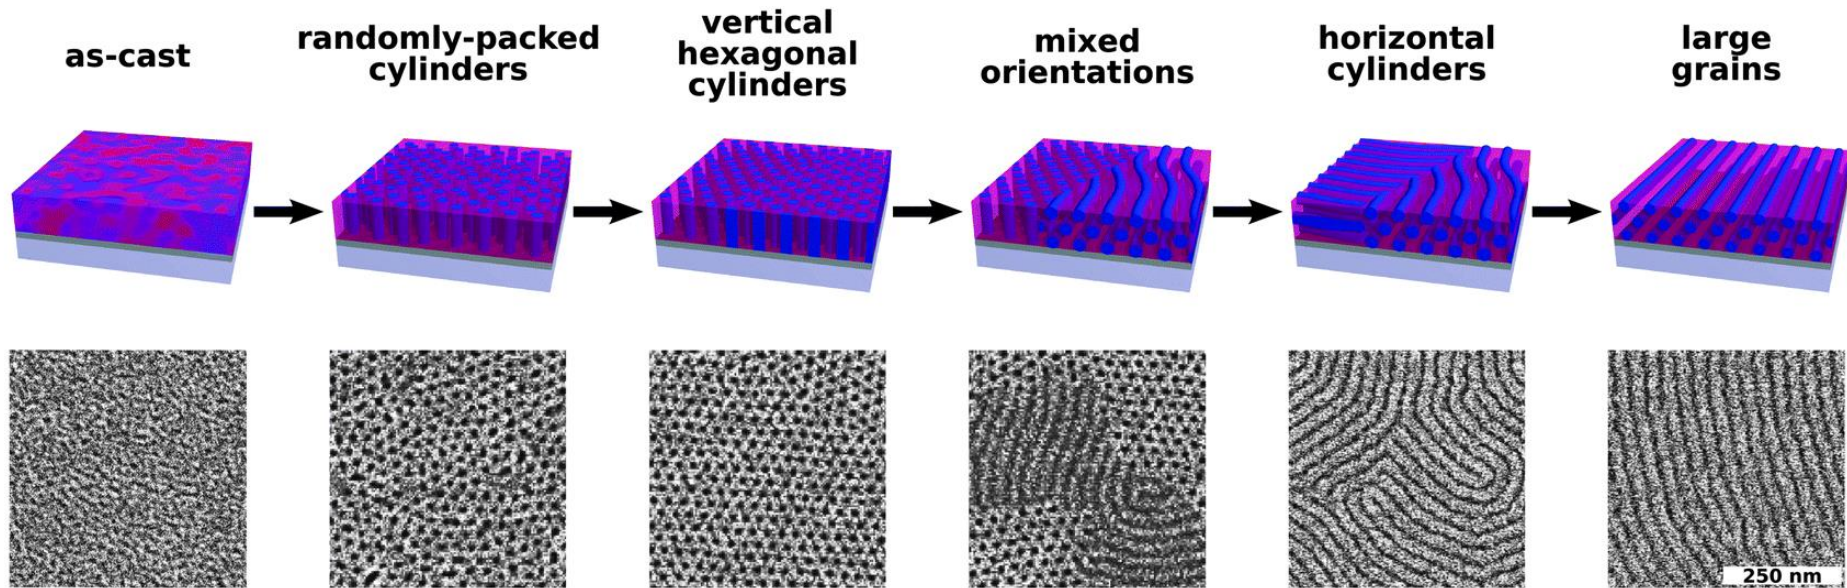 as-cast
randomly-packed
cylinders
vertical
hexagonal
cylinders
mixed
orientations
horizontal
cylinders
large
grains
250 nm